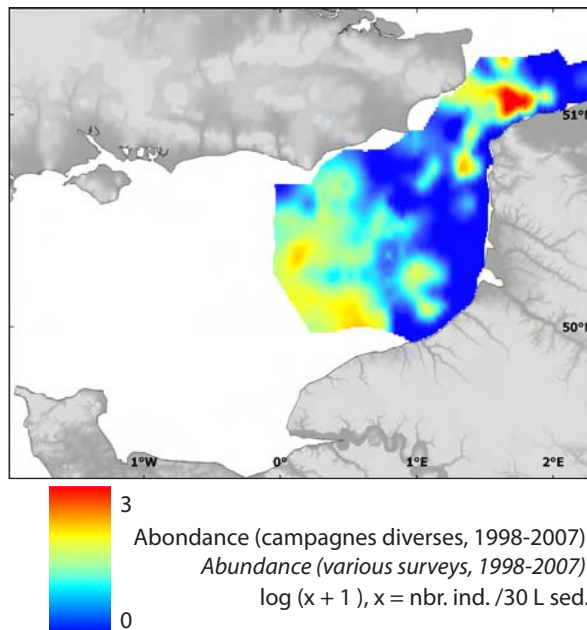 51°N
50°N
1°W
0°
1°E
2°E
3
0
Abondance (campagnes diverses, 1998-2007)
Abundance (various surveys, 1998-2007)
log (x + 1 ), x = nbr. ind. /30 L sed.